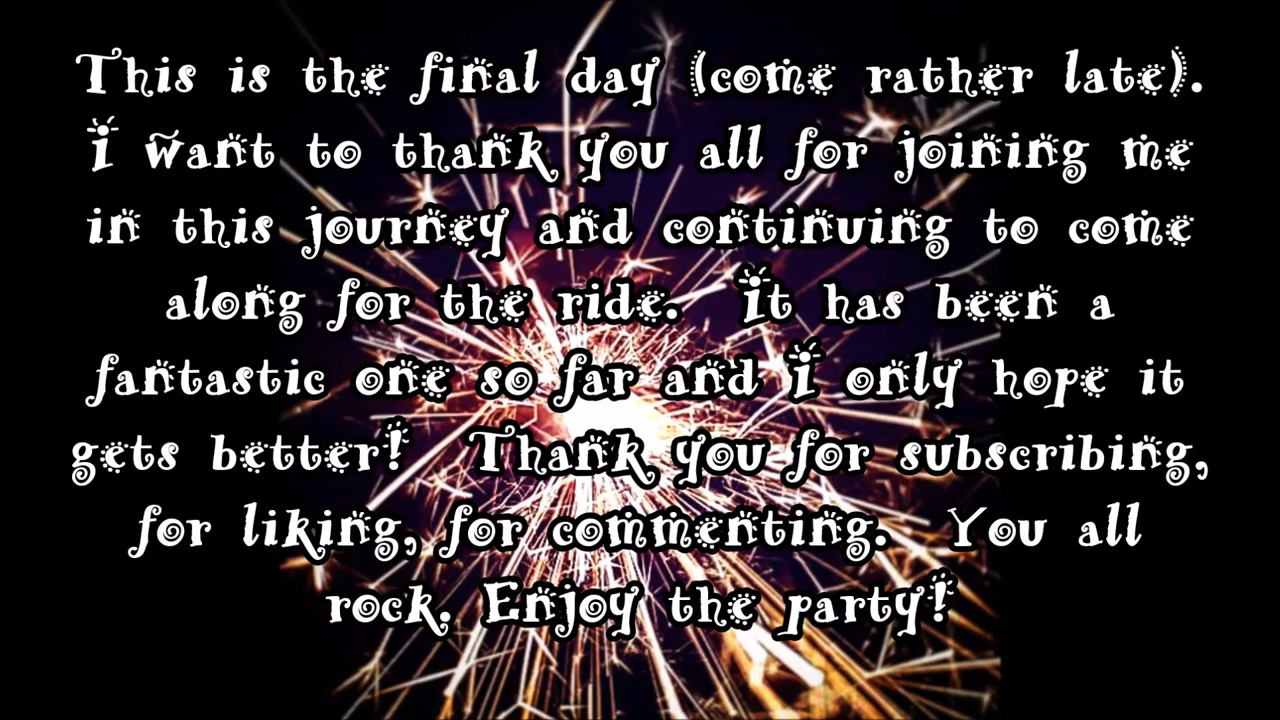 This is the final day (come rather late).
I want to thank you all for joining me
in this journey and continuing to come
along for the ride. It has been a
fantastic one so far and I only hope it
gets better! Thank you for subscribing,
for liking, for commenting. You all
rock. Enjoy the party!